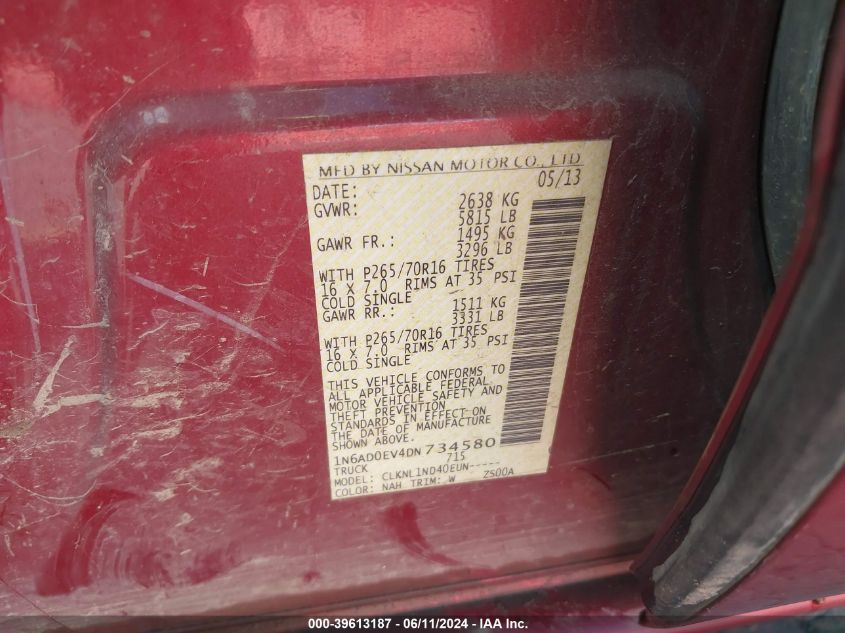 MFD BY NISSAN MOTOR CO., LTD
DATE: 05/13
GVWR: 2638 KG
5815 LB
GAWR FR.: 1495 KG
3296 LB
WITH P265/70R16 TIRES
16 X 7.0 RIMS AT 35 PSI
COLD SINGLE
GAWR RR.: 1511 KG
3331 LB
WITH P265/70R16 TIRES
16 X 7.0 RIMS AT 35 PSI
COLD SINGLE
THIS VEHICLE CONFORMS TO
ALL APPLICABLE FEDERAL
MOTOR VEHICLE SAFETY AND
THEFT PREVENTION
STANDARDS IN EFFECT ON
THE DATE OF MANUFACTURE
SHOWN ABOVE.
1N6AD0EV4DN734580
TRUCK 715
MODEL: CLKNL1ND40EUN-----
COLOR: NAH TRIM: W ZS00A
000-39613187 - 06/11/2024 - IAA Inc.